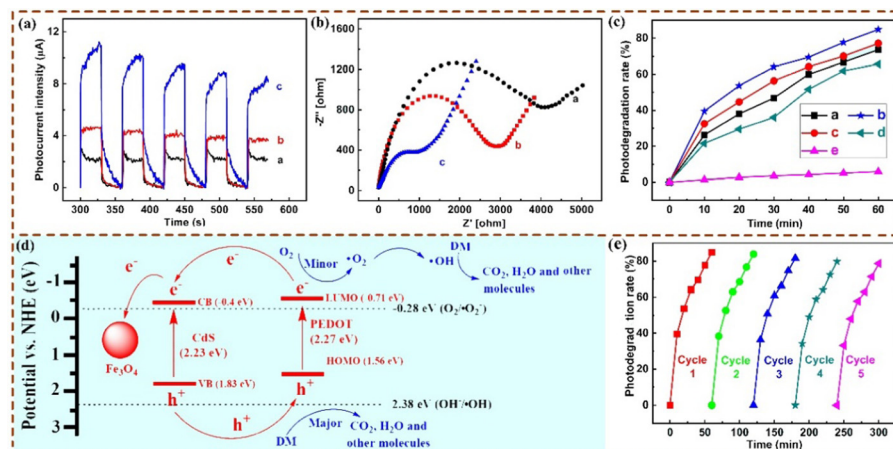 (a)
Photocurrent intensity (μA)
12
8
4
0
c
b
a
300 350 400 450 500 550 600
Time (s)
(b)
-Z'' [ohm]
1600
1200
800
400
0
a
b
c
0 1000 2000 3000 4000 5000
Z' [ohm]
(c)
Photodegradation rate (%)
80
60
40
20
0
a b
c d
e
0 10 20 30 40 50 60
Time (min)
(d)
Potential vs. NHE (eV)
-1
0
1
2
3
e⁻
e⁻
e⁻
CB (-0.4 eV)
Fe₃O₄
CdS
(2.23 eV)
VB (1.83 eV)
h⁺
h⁺
e⁻
LUMO (-0.71 eV)
PEDOT
(2.27 eV)
HOMO (1.56 eV)
h⁺
O₂
Minor
•O₂
•OH
DM
CO₂, H₂O and other
molecules
-0.28 eV (O₂/•O₂⁻)
2.38 eV (OH⁻/•OH)
DM
Major
CO₂, H₂O and
other molecules
(e)
Photodegrad ation rate (%)
80
60
40
20
0
Cycle
1
Cycle
2
Cycle
3
Cycle
4
Cycle
5
0 50 100 150 200 250 300
Time (min)